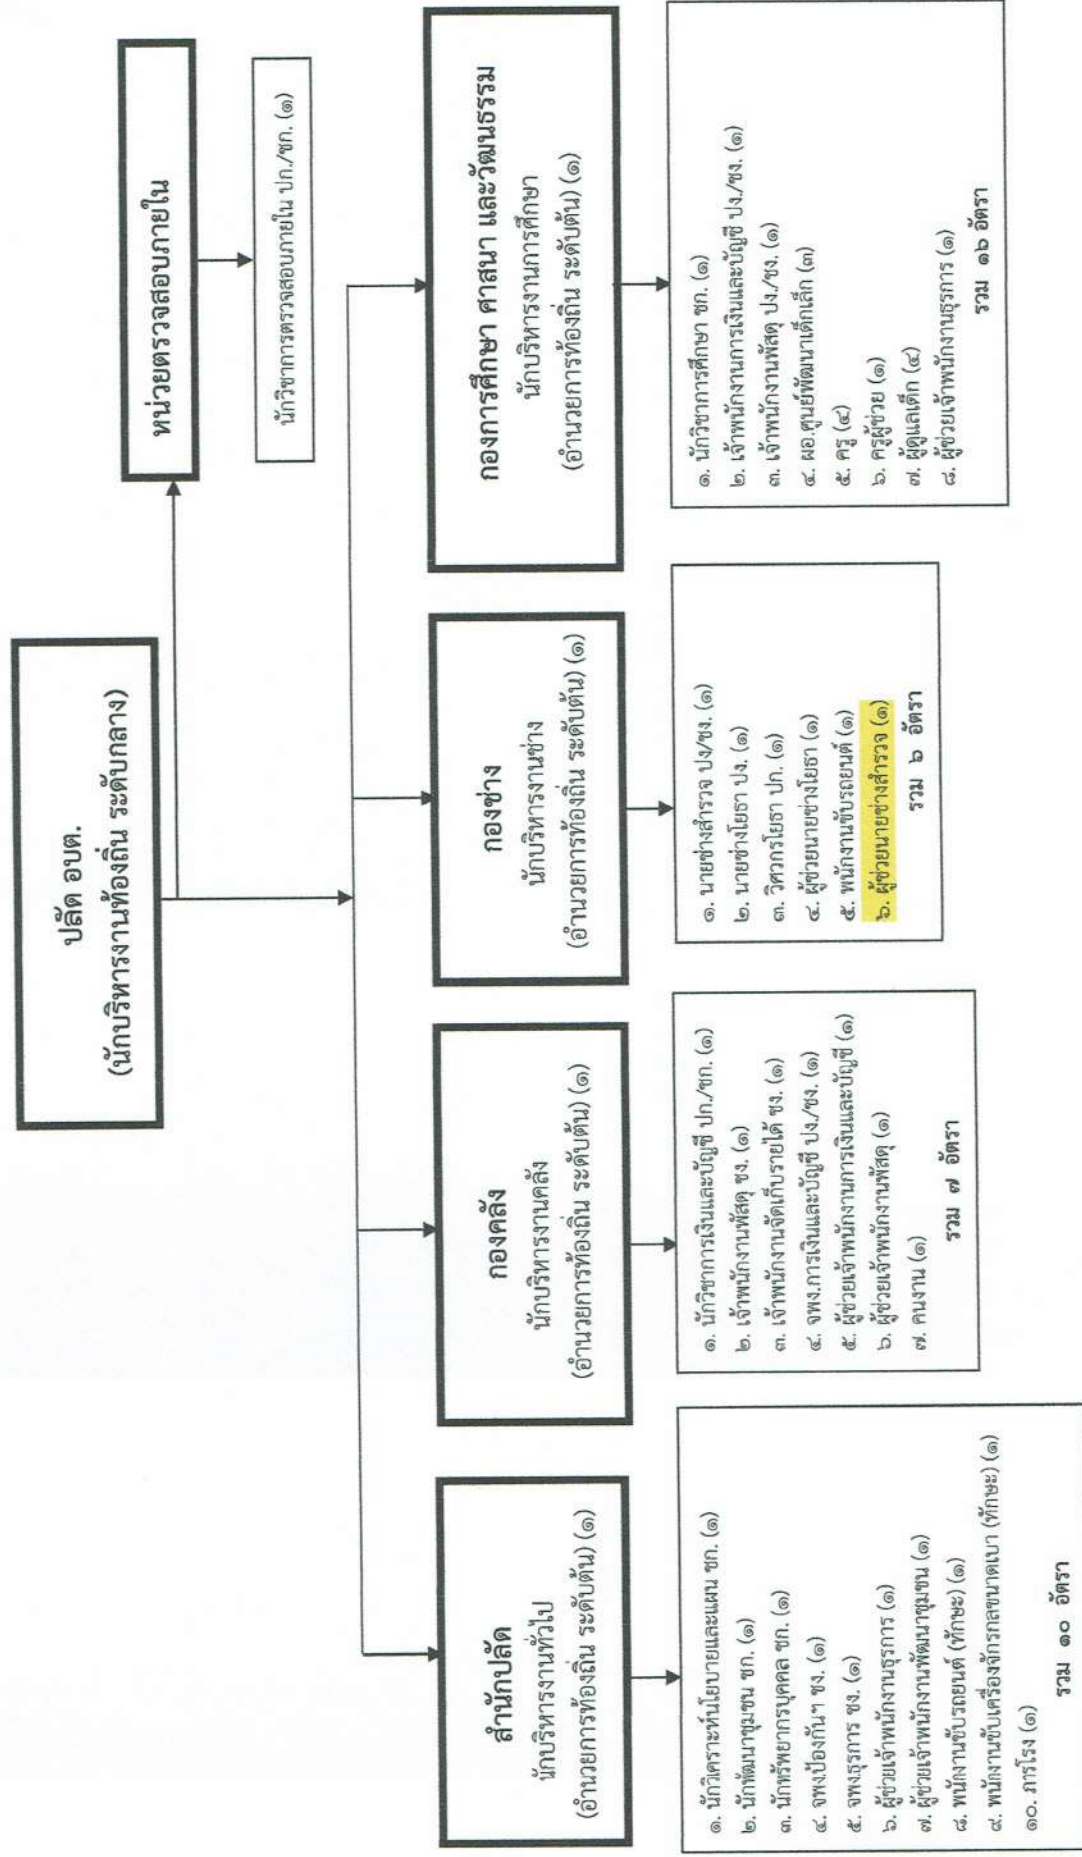 ปลัด อบต.
(นักบริหารงานท้องถิ่น ระดับกลาง)
หน่วยตรวจสอบภายใน
นักวิชาการตรวจสอบภายใน ปก./ชก. (๑)
สำนักปลัด
นักบริหารงานทั่วไป
(อำนวยการท้องถิ่น ระดับต้น) (๑)
๑. นักวิเคราะห์นโยบายและแผน ชก. (๑)
๒. นักพัฒนาชุมชน ชก. (๑)
๓. นักทรัพยากรบุคคล ชก. (๑)
๔. จพง.ป้องกันฯ ชง. (๑)
๕. จพง.ธุรการ ชง. (๑)
๖. ผู้ช่วยเจ้าพนักงานธุรการ (๑)
๗. ผู้ช่วยเจ้าพนักงานพัฒนาชุมชน (๑)
๘. พนักงานขับรถยนต์ (ทักษะ) (๑)
๙. พนักงานขับเครื่องจักรกลขนาดเบา (ทักษะ) (๑)
๑๐. ภารโรง (๑)
รวม ๑๐ อัตรา
กองคลัง
นักบริหารงานคลัง
(อำนวยการท้องถิ่น ระดับต้น) (๑)
๑. นักวิชาการเงินและบัญชี ปก./ชก. (๑)
๒. เจ้าพนักงานพัสดุ ชง. (๑)
๓. เจ้าพนักงานจัดเก็บรายได้ ชง. (๑)
๔. จพง.การเงินและบัญชี ปง./ชง. (๑)
๕. ผู้ช่วยเจ้าพนักงานการเงินและบัญชี (๑)
๖. ผู้ช่วยเจ้าพนักงานพัสดุ (๑)
๗. คนงาน (๑)
รวม ๗ อัตรา
กองช่าง
นักบริหารงานช่าง
(อำนวยการท้องถิ่น ระดับต้น) (๑)
๑. นายช่างสำรวจ ปง/ชง. (๑)
๒. นายช่างโยธา ปง. (๑)
๓. วิศวกรโยธา ปก. (๑)
๔. ผู้ช่วยนายช่างโยธา (๑)
๕. พนักงานขับรถยนต์ (๑)
๖. ผู้ช่วยนายช่างสำรวจ (๑)
รวม ๖ อัตรา
กองการศึกษา ศาสนา และวัฒนธรรม
นักบริหารงานการศึกษา
(อำนวยการท้องถิ่น ระดับต้น) (๑)
๑. นักวิชาการศึกษา ชก. (๑)
๒. เจ้าพนักงานการเงินและบัญชี ปง./ชง. (๑)
๓. เจ้าพนักงานพัสดุ ปง./ชง. (๑)
๔. ผอ.ศูนย์พัฒนาเด็กเล็ก (๓)
๕. ครู (๔)
๖. ครูผู้ช่วย (๑)
๗. ผู้ดูแลเด็ก (๔)
๘. ผู้ช่วยเจ้าพนักงานธุรการ (๑)
รวม ๑๖ อัตรา